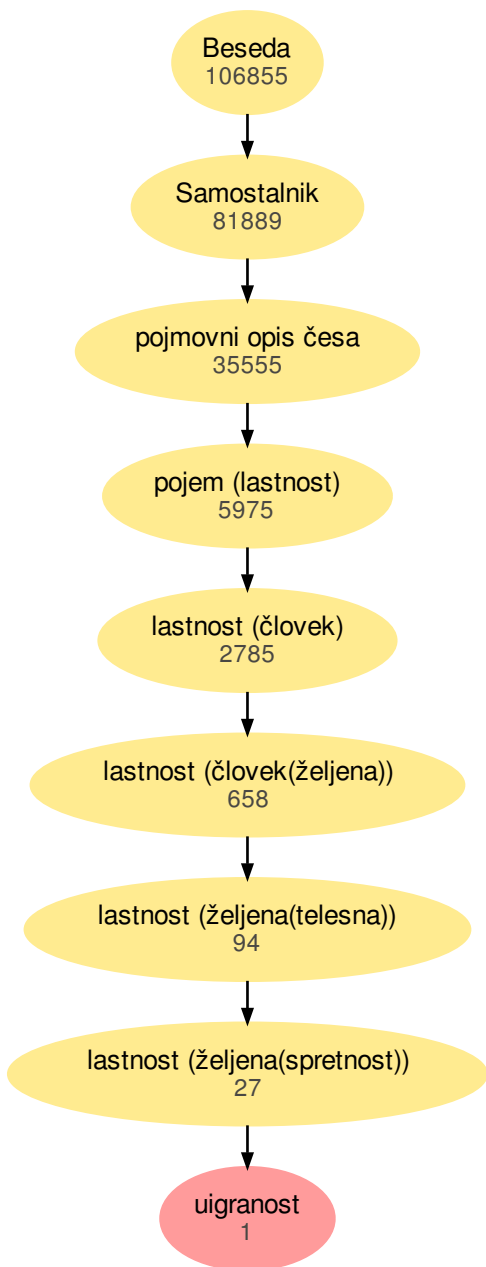 Beseda
106855
Samostalnik
81889
pojmovni opis česa
35555
pojem (lastnost)
5975
lastnost (človek)
2785
lastnost (človek(željena))
658
lastnost (željena(telesna))
94
lastnost (željena(spretnost))
27
uigranost
1